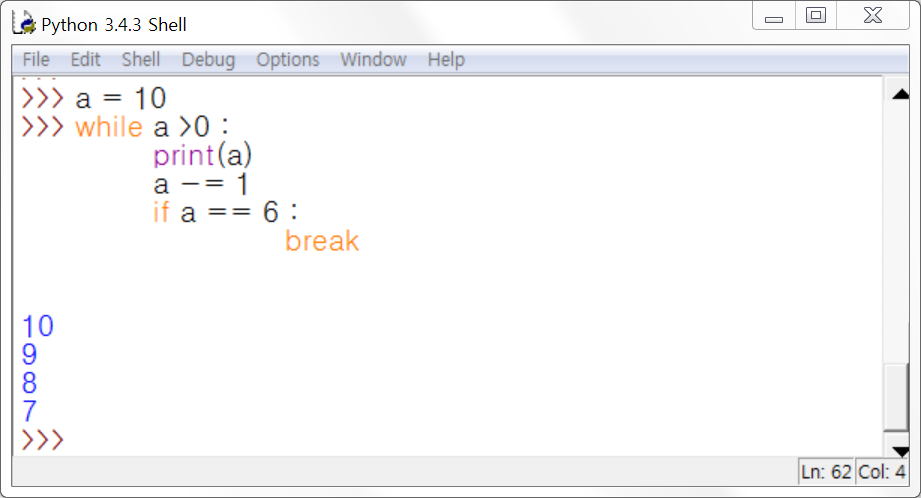 Python 3.4.3 Shell
File Edit Shell Debug Options Window Help
>>> a = 10
>>> while a >0 :
print(a)
a -= 1
if a == 6 :
break
10
9
8
7
>>>
Ln: 62 Col: 4